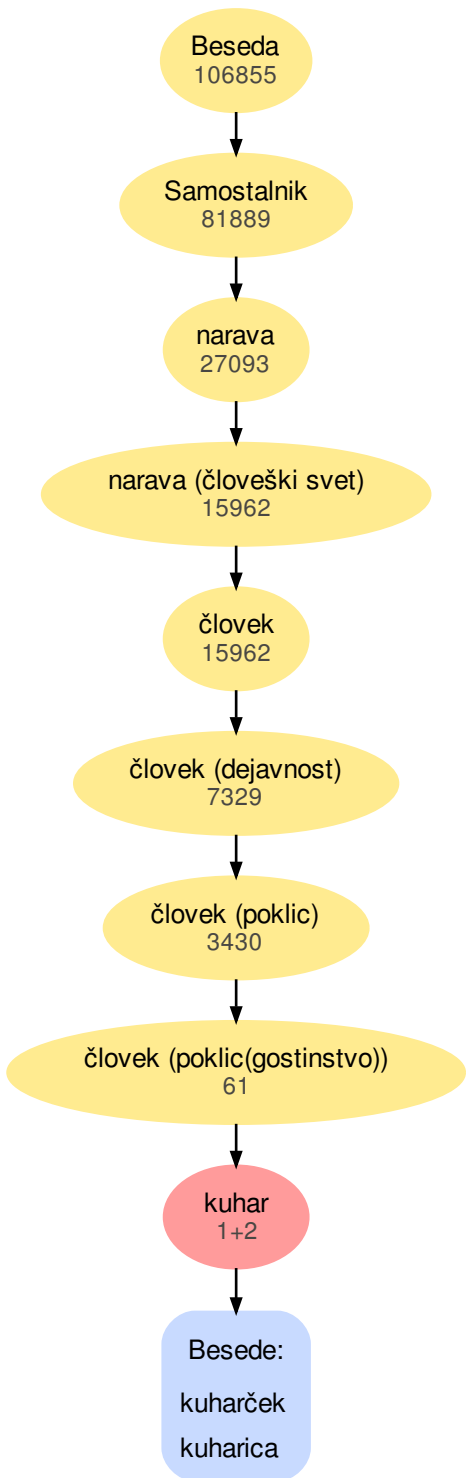 Beseda
106855
Samostalnik
81889
narava
27093
narava (človeški svet)
15962
človek
15962
človek (dejavnost)
7329
človek (poklic)
3430
človek (poklic(gostinstvo))
61
kuhar
1+2
Besede:
kuharček
kuharica